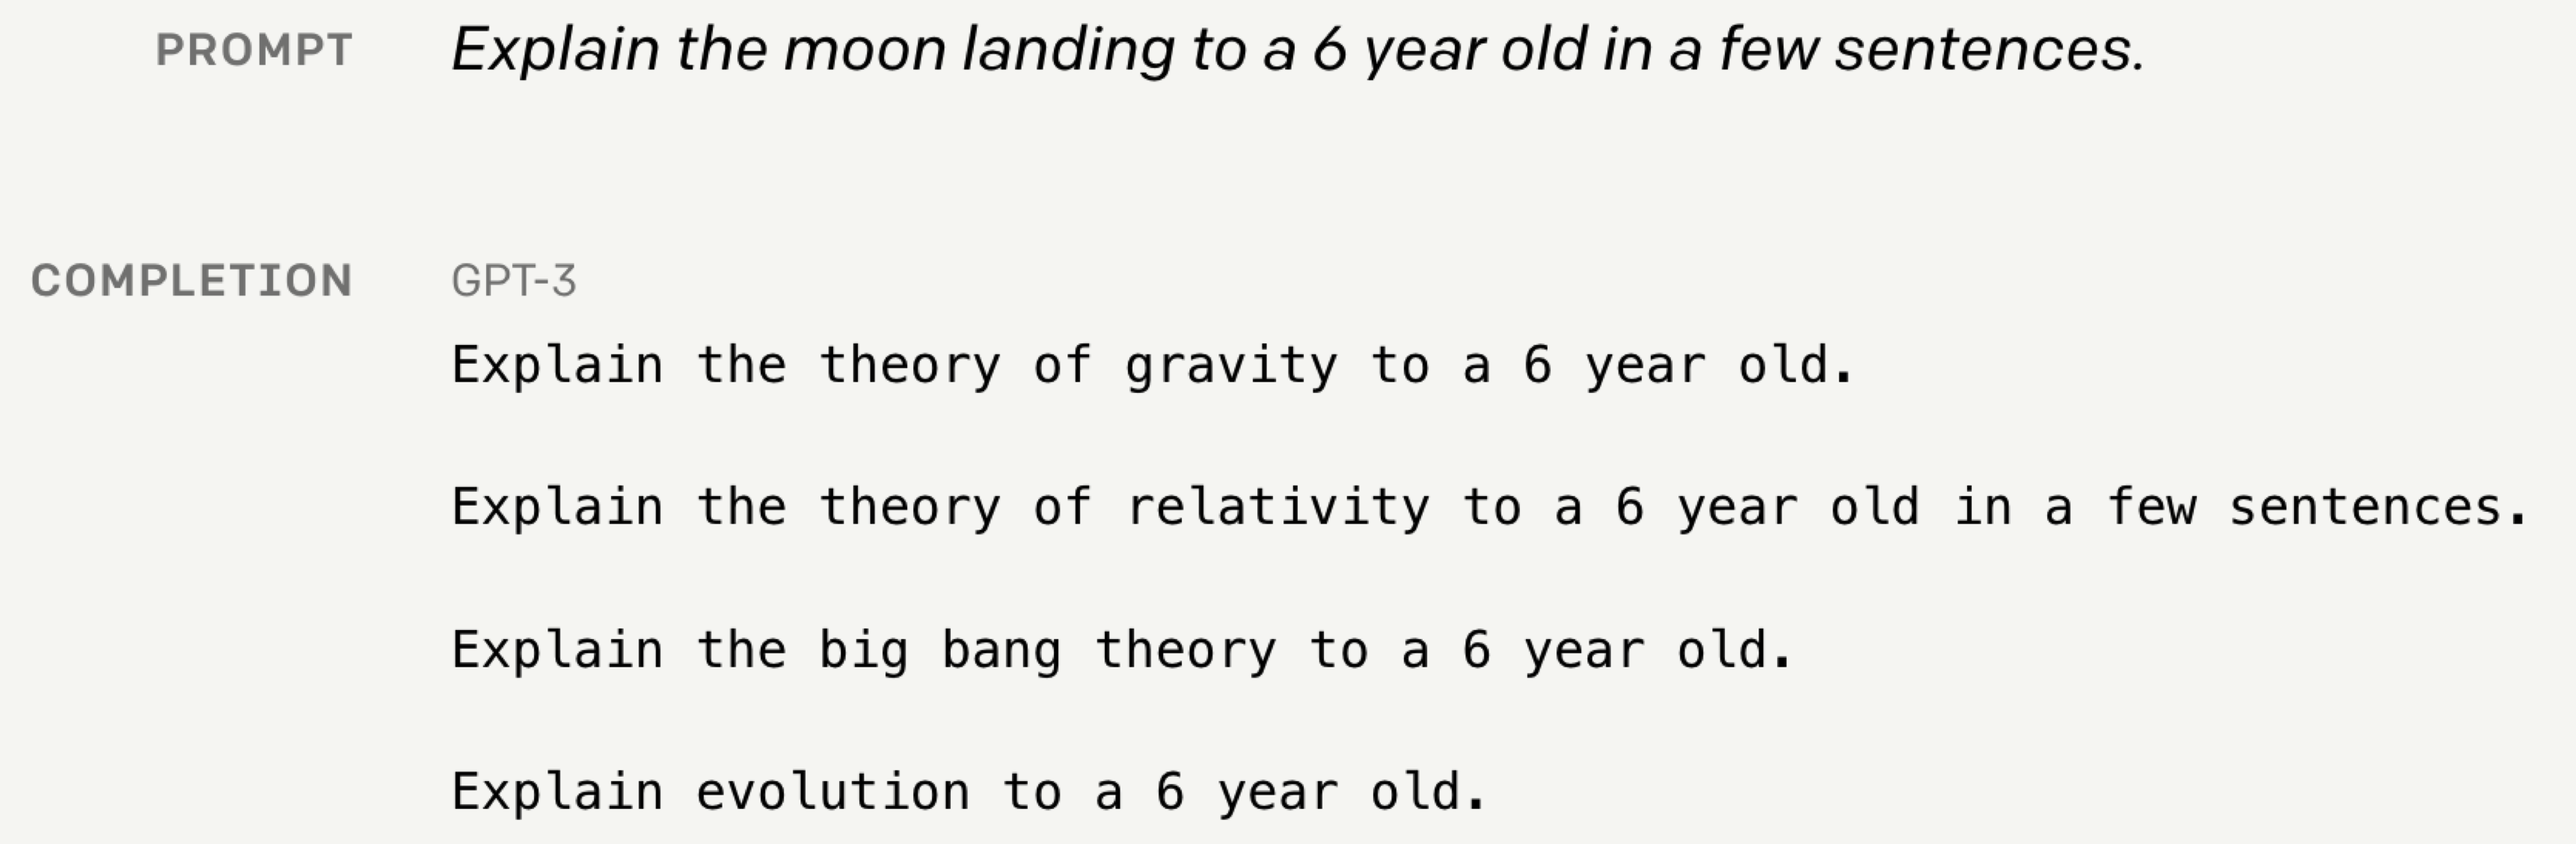 PROMPT Explain the moon landing to a 6 year old in a few sentences.
COMPLETION GPT-3
Explain the theory of gravity to a 6 year old.
Explain the theory of relativity to a 6 year old in a few sentences.
Explain the big bang theory to a 6 year old.
Explain evolution to a 6 year old.